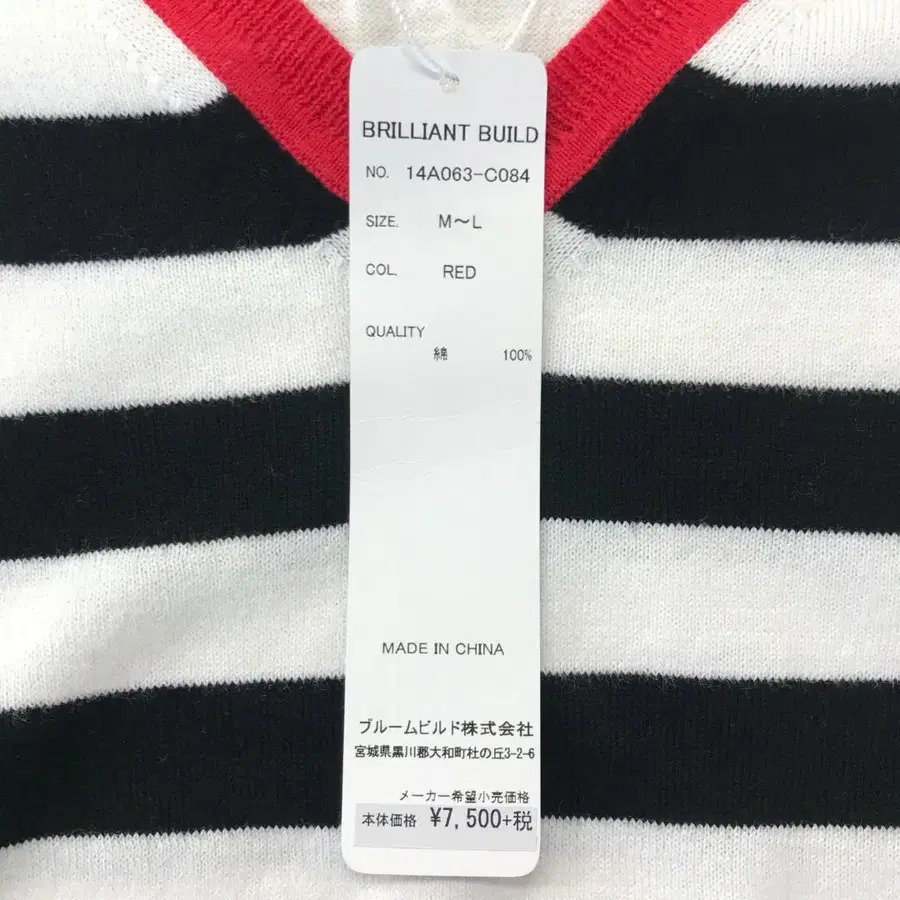 BRILLIANT BUILD
NO. 14A063-C084
SIZE. M〜L
COL. RED
QUALITY
綿 100%
MADE IN CHINA
ブルームビルド株式会社
宮城県黒川郡大和町杜の丘3-2-6
メーカー希望小売価格
本体価格 ¥7,500+税